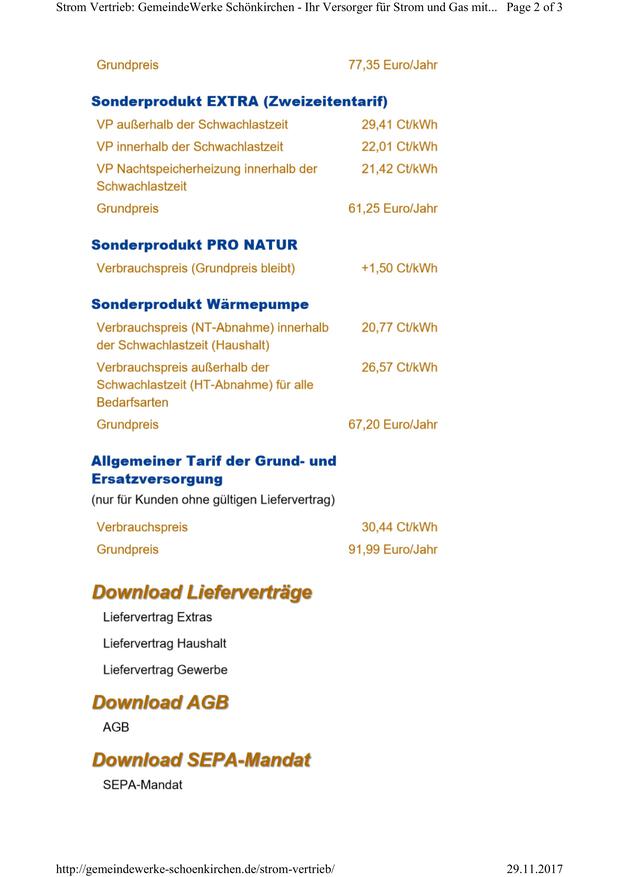 Strom Vertrieb: GemeindeWerke Schönkirchen - Ihr Versorger für Strom und Gas mit... Page 2 of 3
Grundpreis 77,35 Euro/Jahr
Sonderprodukt EXTRA (Zweizeitentarif)
VP außerhalb der Schwachlastzeit 29,41 Ct/kWh
VP innerhalb der Schwachlastzeit 22,01 Ct/kWh
VP Nachtspeicherheizung innerhalb der 21,42 Ct/kWh
Schwachlastzeit
Grundpreis 61,25 Euro/Jahr
Sonderprodukt PRO NATUR
Verbrauchspreis (Grundpreis bleibt) +1,50 Ct/kWh
Sonderprodukt Wärmepumpe
Verbrauchspreis (NT-Abnahme) innerhalb 20,77 Ct/kWh
der Schwachlastzeit (Haushalt)
Verbrauchspreis außerhalb der 26,57 Ct/kWh
Schwachlastzeit (HT-Abnahme) für alle
Bedarfsarten
Grundpreis 67,20 Euro/Jahr
Allgemeiner Tarif der Grund- und
Ersatzversorgung
(nur für Kunden ohne gültigen Liefervertrag)
Verbrauchspreis 30,44 Ct/kWh
Grundpreis 91,99 Euro/Jahr
Download Lieferverträge
Liefervertrag Extras
Liefervertrag Haushalt
Liefervertrag Gewerbe
Download AGB
AGB
Download SEPA-Mandat
SEPA-Mandat
http://gemeindewerke-schoenkirchen.de/strom-vertrieb/ 29.11.2017